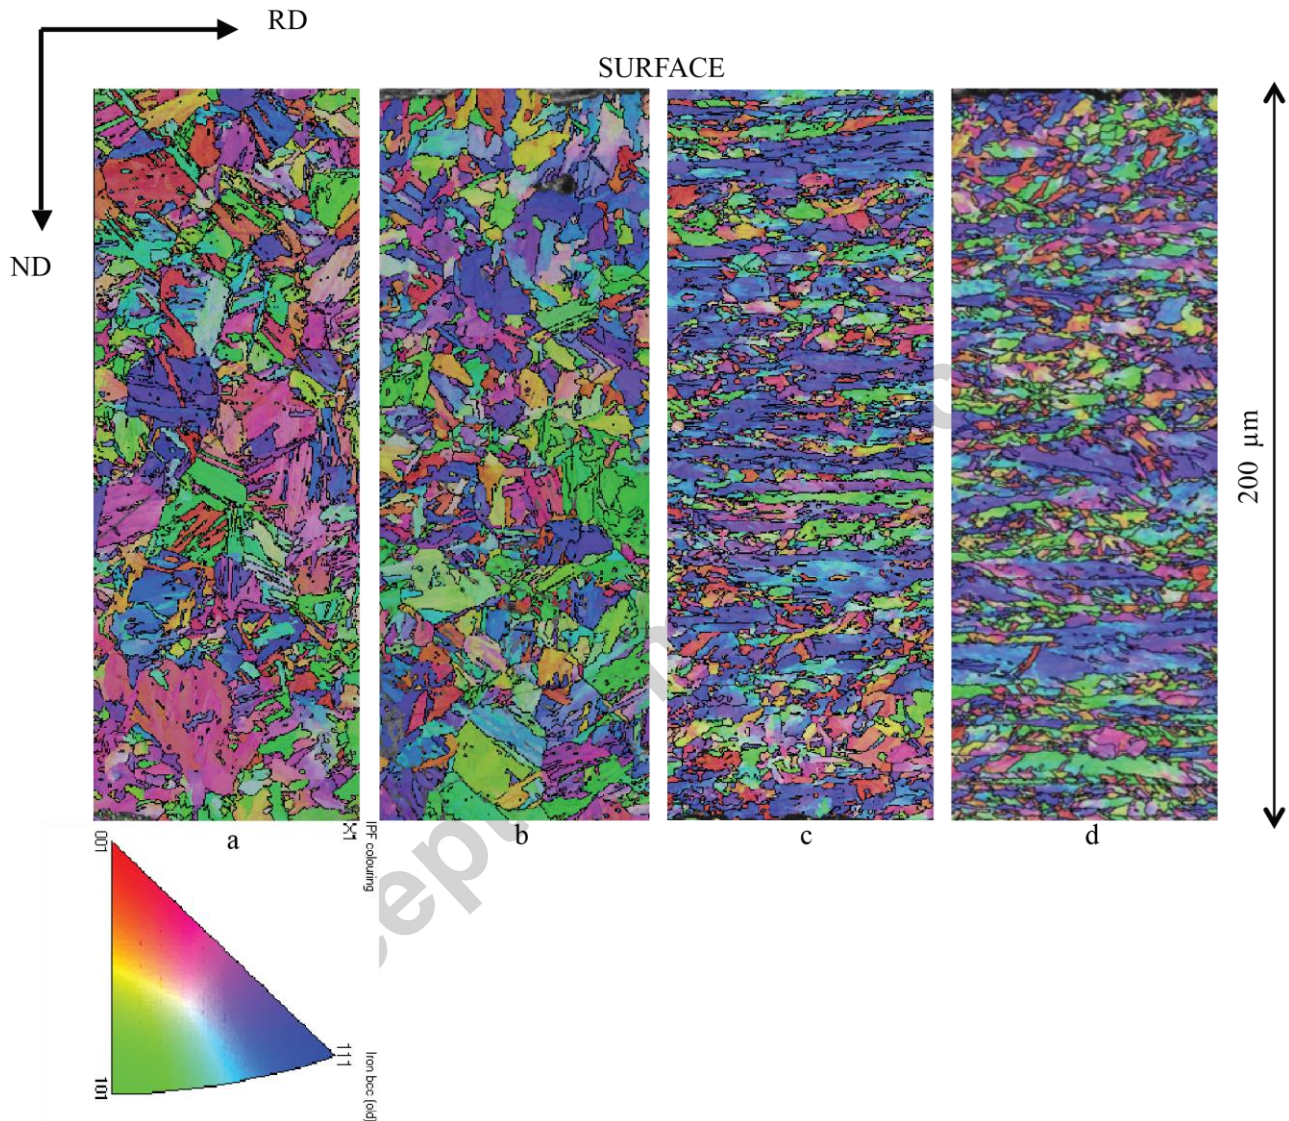 RD
SURFACE
ND
200 µm
a
b
c
d
001
IPF colouring
111
101
Iron bcc (old)